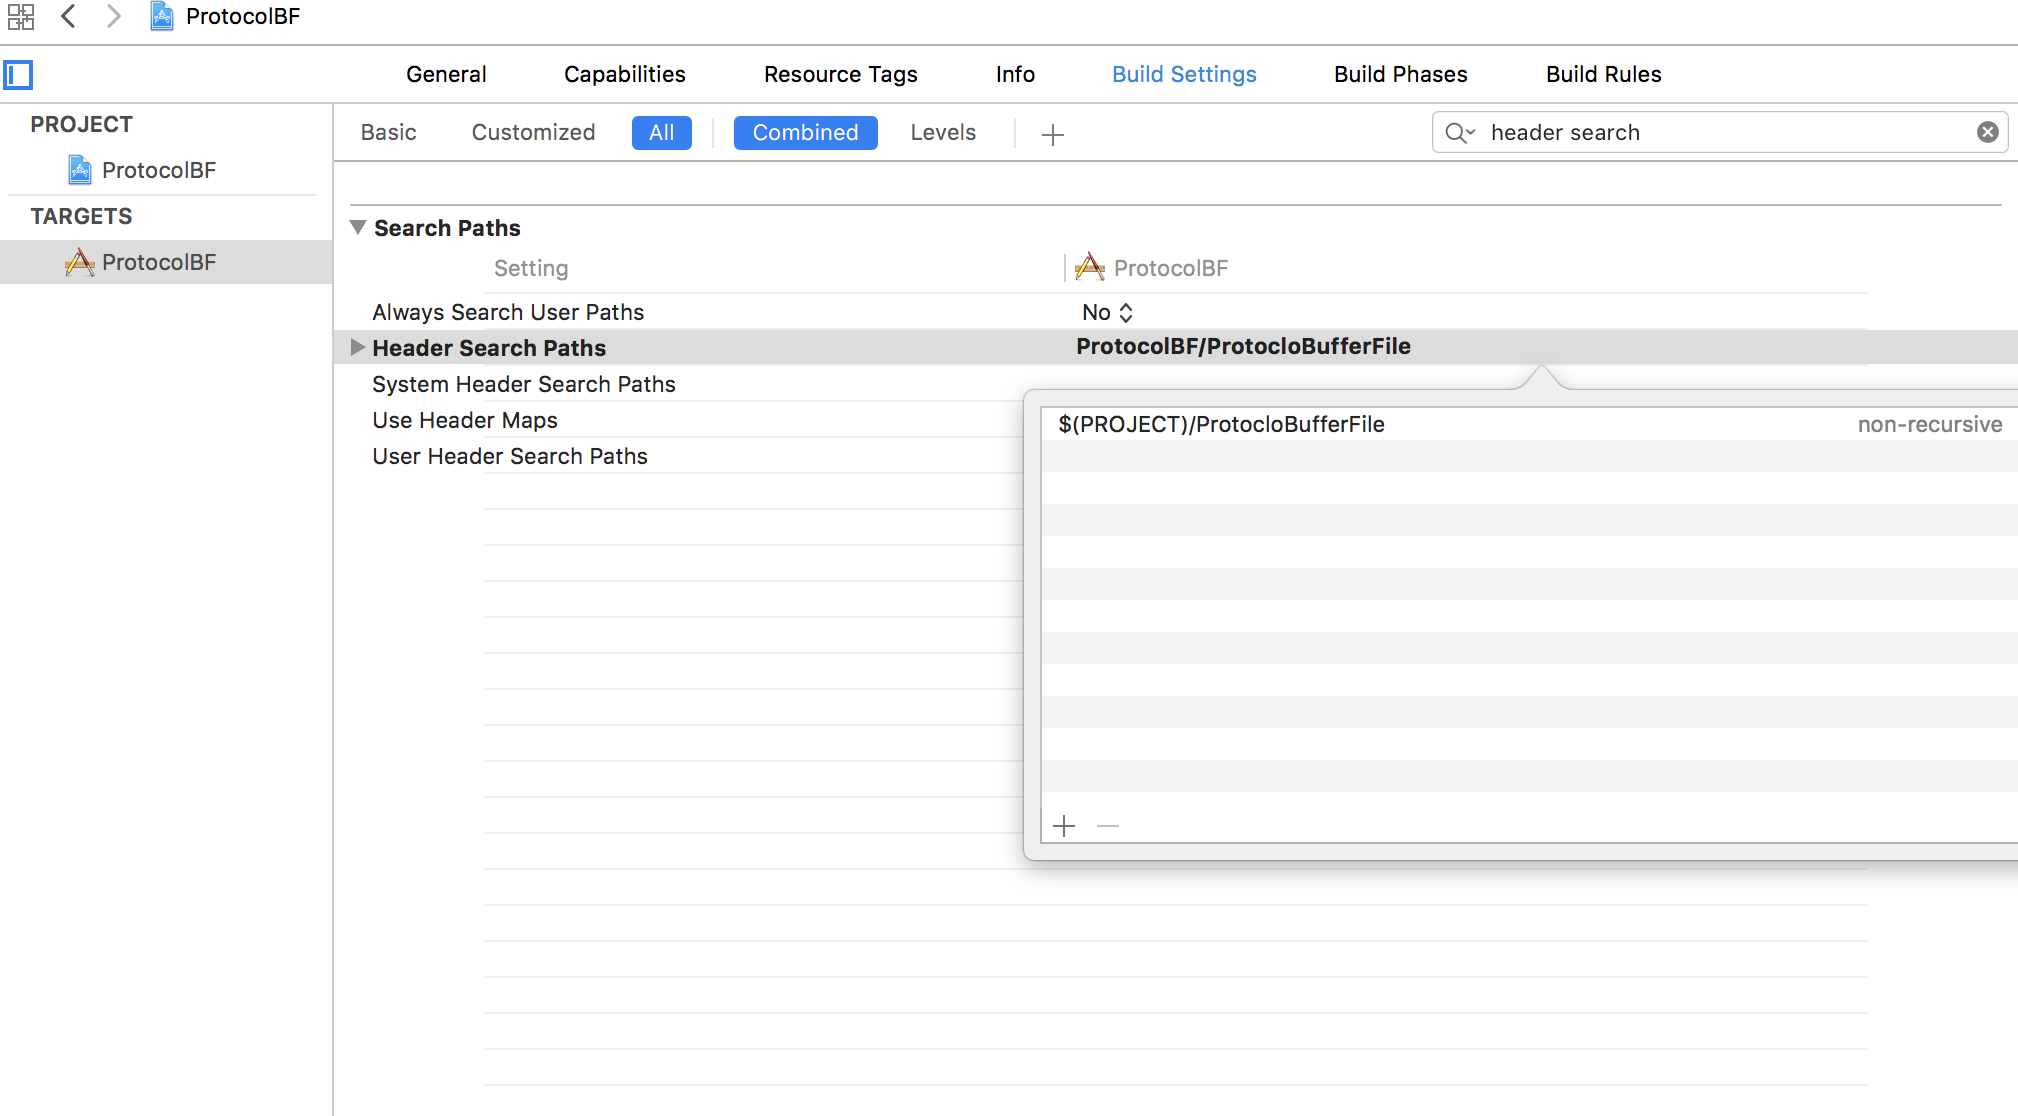 ProtocolBF
General Capabilities Resource Tags Info Build Settings Build Phases Build Rules
PROJECT
ProtocolBF
TARGETS
ProtocolBF
Basic Customized All Combined Levels header search
Search Paths
Setting ProtocolBF
Always Search User Paths No
Header Search Paths ProtocolBF/ProtocloBufferFile
System Header Search Paths
Use Header Maps
User Header Search Paths
$(PROJECT)/ProtocloBufferFile non-recursive